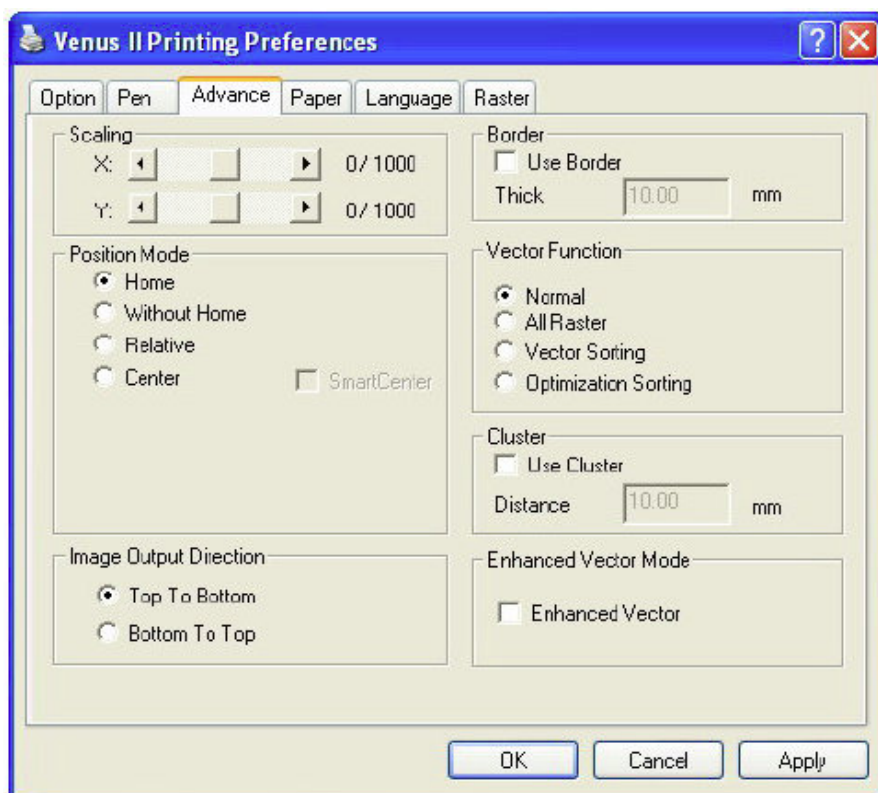 Venus II Printing Preferences
Option Pen Advance Paper Language Raster
Scaling
X: 0/ 1000
Y: 0/ 1000
Position Mode
Home
Without Home
Relative
Center SmartCenter
Image Output Direction
Top To Bottom
Bottom To Top
Border
Use Border
Thick 10.00 mm
Vector Function
Normal
All Raster
Vector Sorting
Optimization Sorting
Cluster
Use Cluster
Distance 10.00 mm
Enhanced Vector Mode
Enhanced Vector
OK Cancel Apply